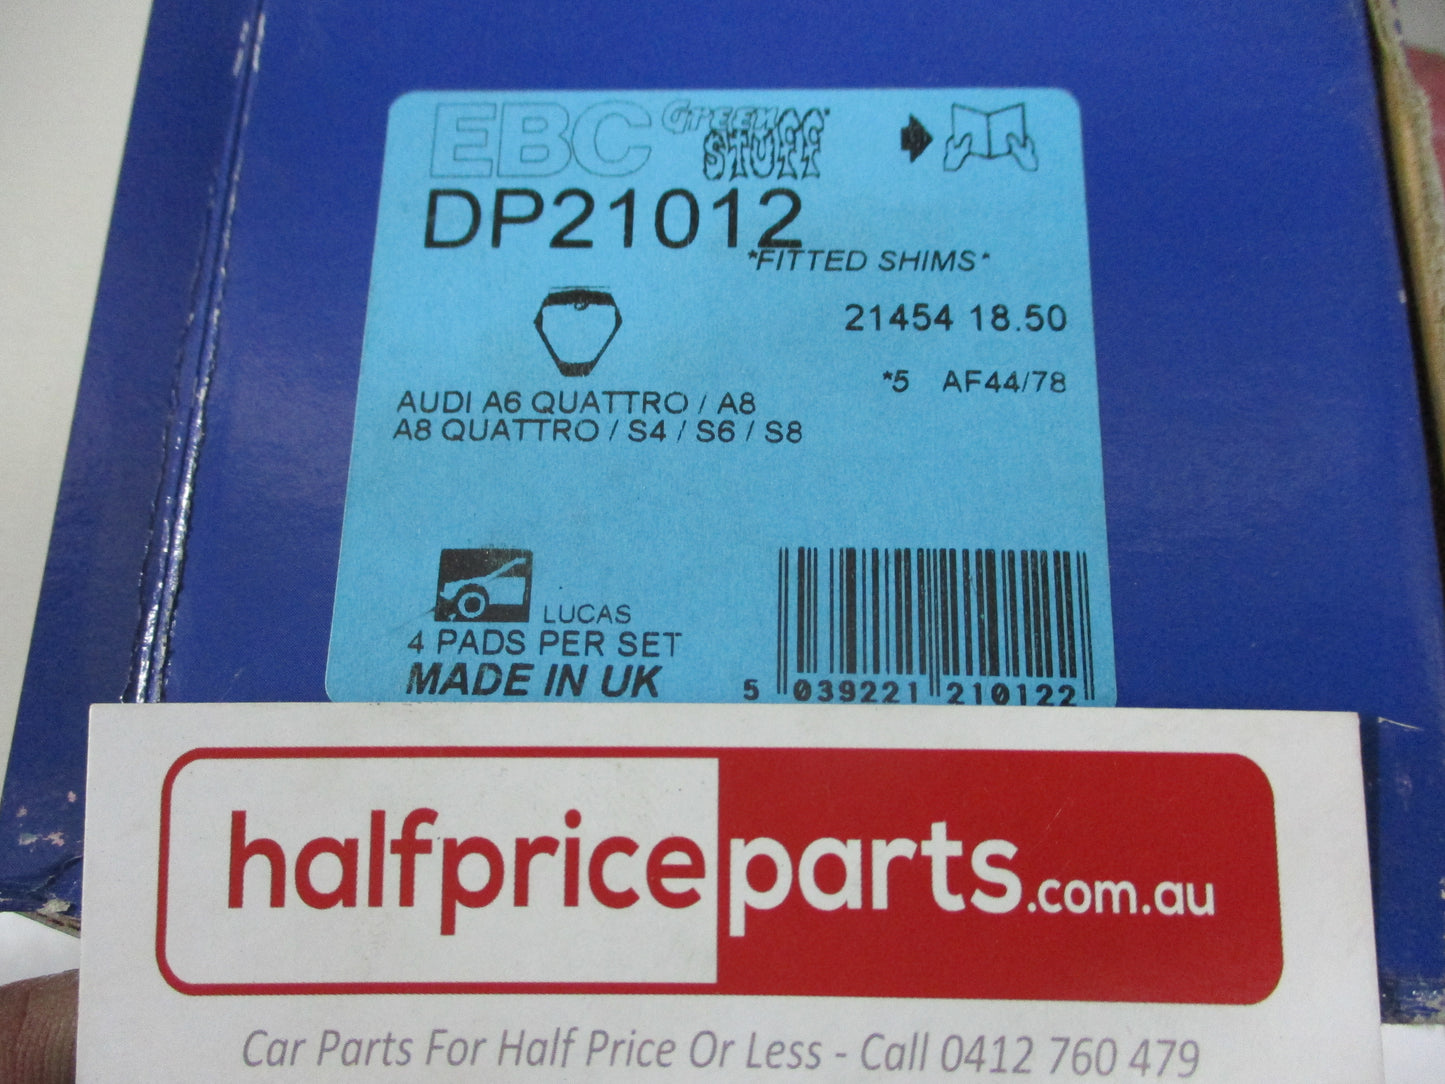 EBC GREEN STUFF
DP21012
*FITTED SHIMS*
21454 18.50
*5 AF44/78
AUDI A6 QUATTRO / A8
A8 QUATTRO / S4 / S6 / S8
LUCAS
4 PADS PER SET
MADE IN UK
5 039221 210122
halfpriceparts.com.au
Car Parts For Half Price Or Less - Call 0412 760 479